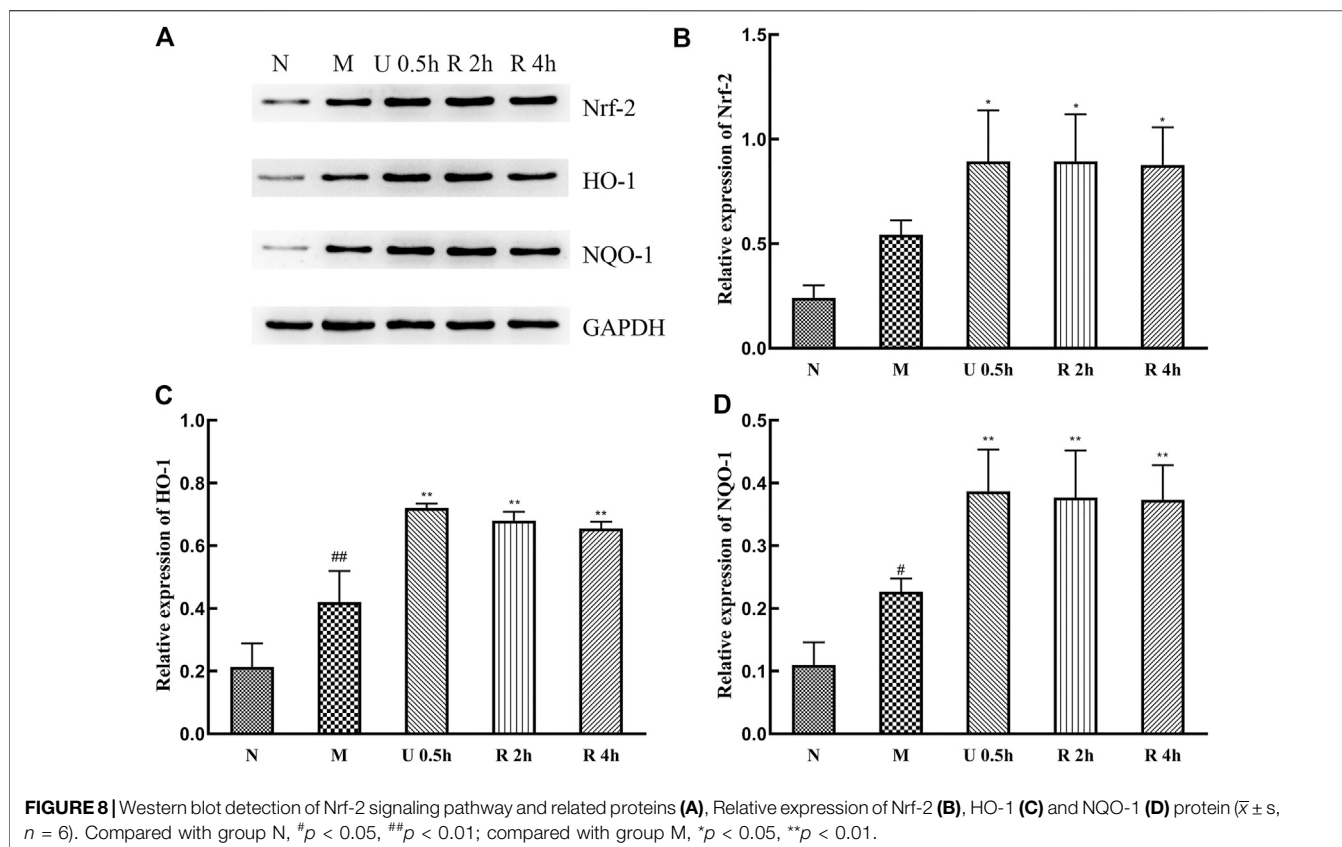 A
N M U 0.5h R 2h R 4h
Nrf-2
HO-1
NQO-1
GAPDH
B
Relative expression of Nrf-2
1.5
1.0
0.5
0.0
* * *
N M U 0.5h R 2h R 4h
C
Relative expression of HO-1
1.0
0.8
0.6
0.4
0.2
0.0
## ** ** **
N M U 0.5h R 2h R 4h
D
Relative expression of NQO-1
0.5
0.4
0.3
0.2
0.1
0.0
# ** ** **
N M U 0.5h R 2h R 4h
FIGURE 8 | Western blot detection of Nrf-2 signaling pathway and related proteins (A), Relative expression of Nrf-2 (B), HO-1 (C) and NQO-1 (D) protein (x̅ ± s,
n = 6). Compared with group N, #p < 0.05, ##p < 0.01; compared with group M, *p < 0.05, **p < 0.01.